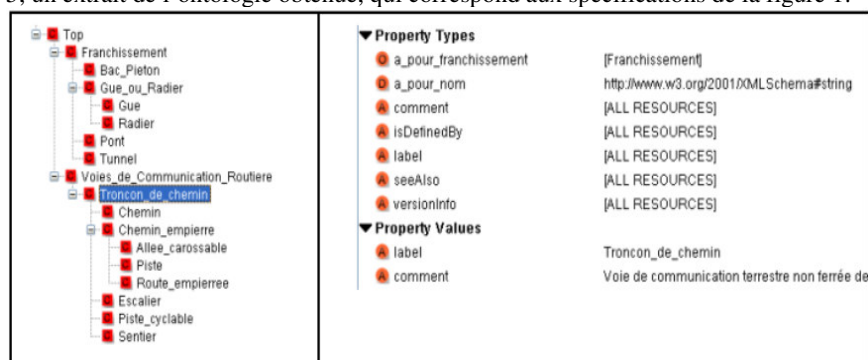 3, un extrait de l'ontologie obtenue, qui correspond aux spécifications de la figure 1.
Top
Franchissement
Bac_Pieton
Gue_ou_Radier
Gue
Radier
Pont
Tunnel
Voies_de_Communication_Routiere
Troncon_de_chemin
Chemin
Chemin_empierre
Allee_carossable
Piste
Route_empierree
Escalier
Piste_cyclable
Sentier
Property Types
a_pour_franchissement [Franchissement]
a_pour_nom http://www.w3.org/2001/XMLSchema#string
comment [ALL RESOURCES]
isDefinedBy [ALL RESOURCES]
label [ALL RESOURCES]
seeAlso [ALL RESOURCES]
versionInfo [ALL RESOURCES]
Property Values
label Troncon_de_chemin
comment Voie de communication terrestre non ferrée de